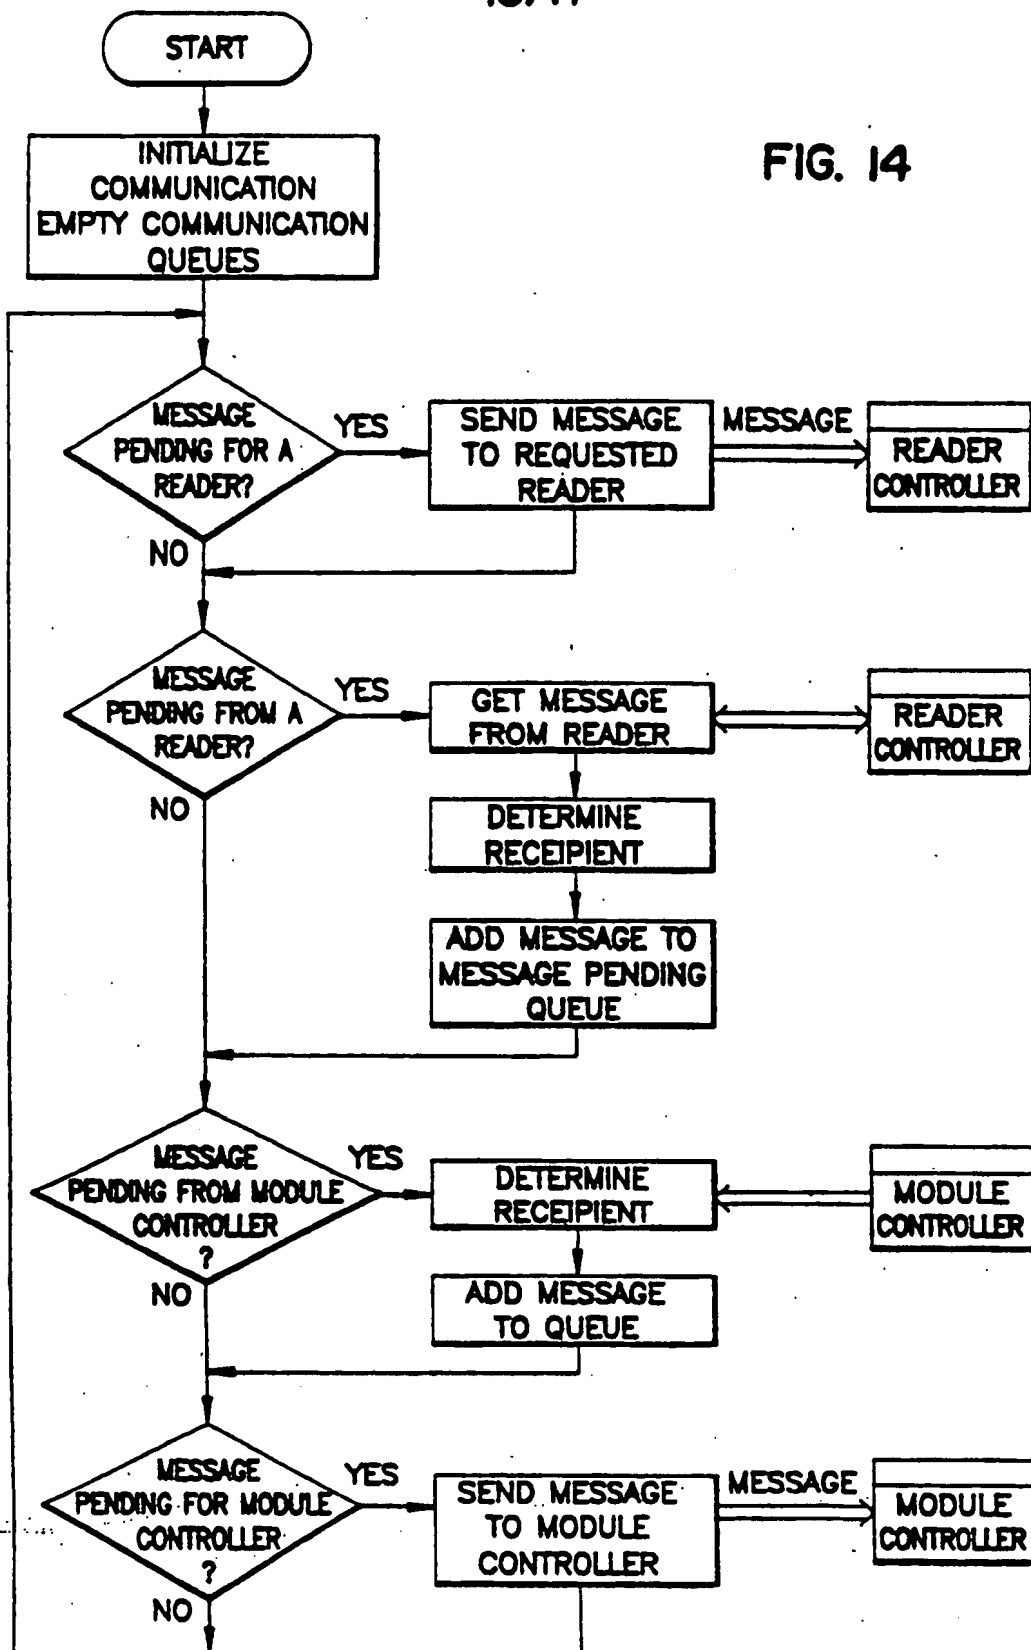 START
INITIALIZE
COMMUNICATION
EMPTY COMMUNICATION
QUEUES
FIG. 14
MESSAGE
PENDING FOR A
READER?
YES
SEND MESSAGE
TO REQUESTED
READER
MESSAGE
READER
CONTROLLER
NO
MESSAGE
PENDING FROM A
READER?
YES
GET MESSAGE
FROM READER
READER
CONTROLLER
NO
DETERMINE
RECEIPIENT
ADD MESSAGE TO
MESSAGE PENDING
QUEUE
MESSAGE
PENDING FROM MODULE
CONTROLLER
?
YES
DETERMINE
RECEIPIENT
MODULE
CONTROLLER
NO
ADD MESSAGE
TO QUEUE
MESSAGE
PENDING FOR MODULE
CONTROLLER
?
YES
SEND MESSAGE
TO MODULE
CONTROLLER
MESSAGE
MODULE
CONTROLLER
NO